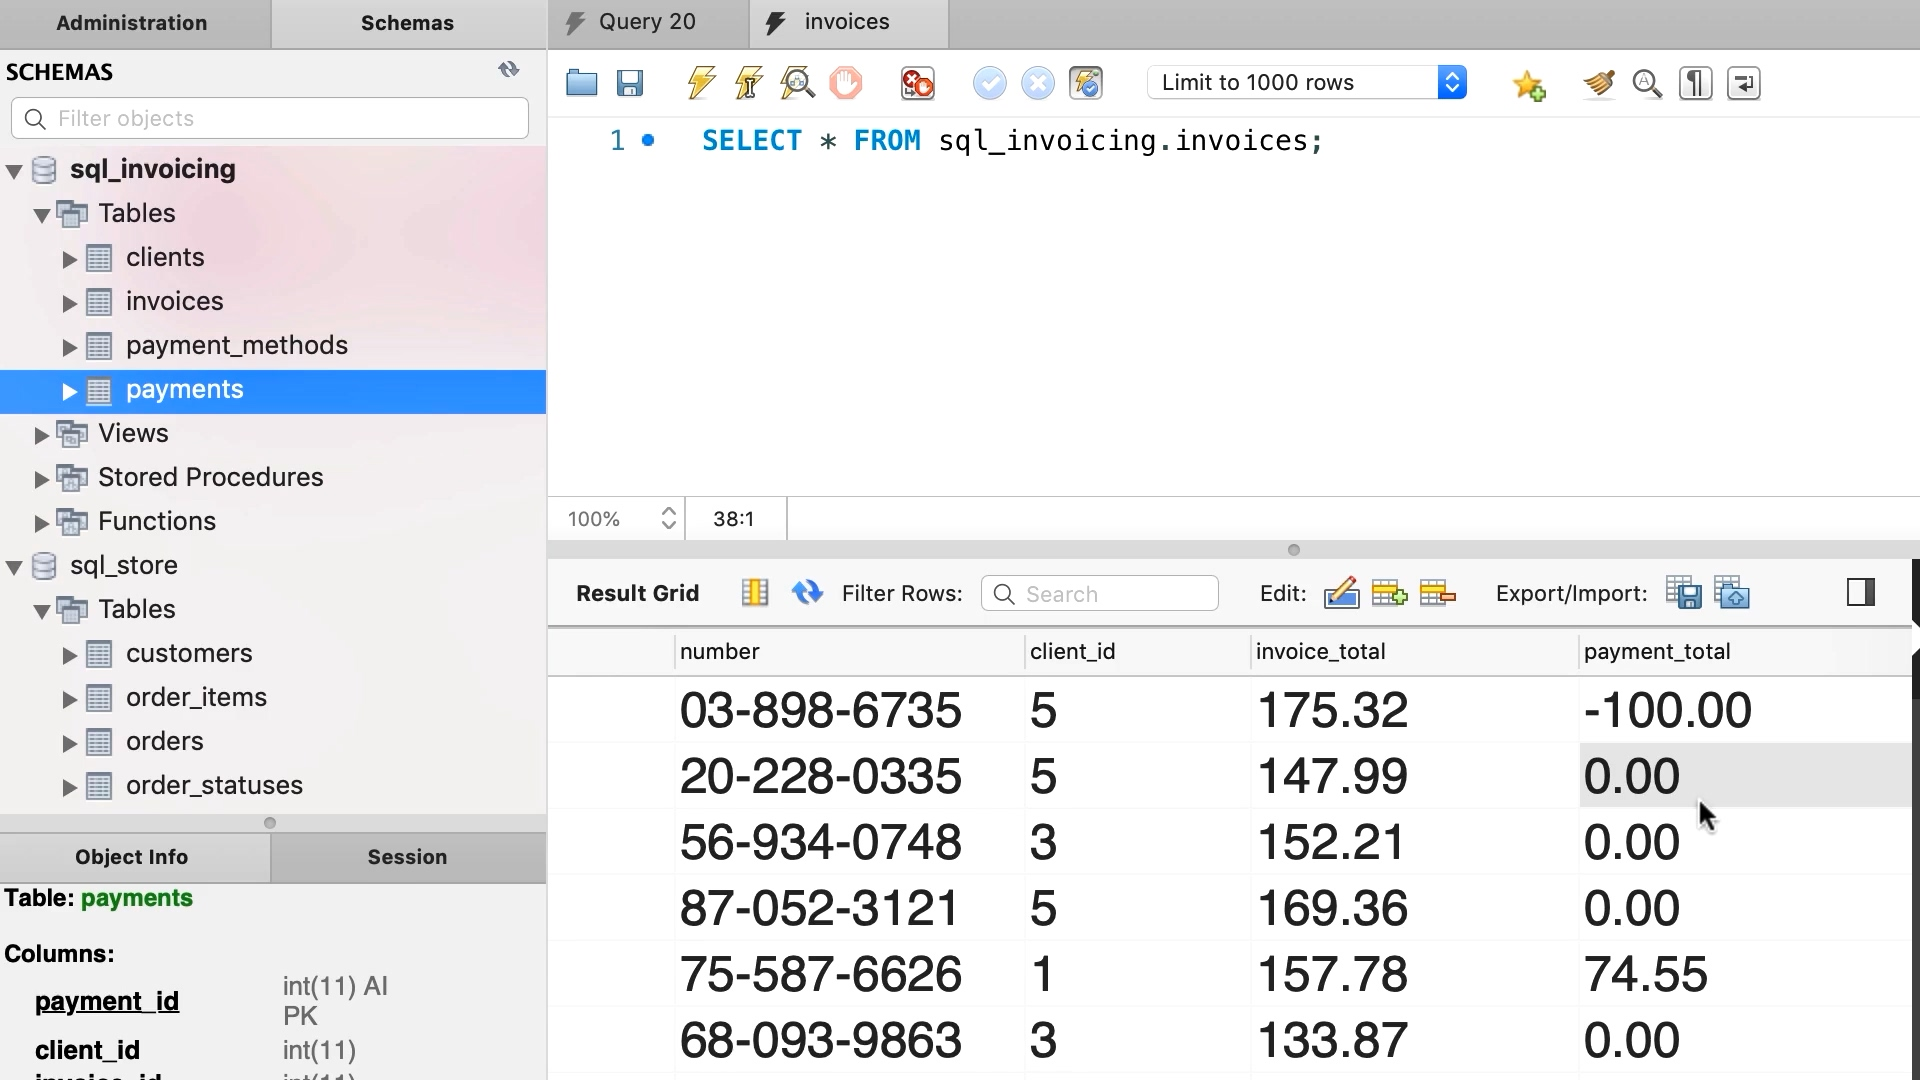 Administration
Schemas
SCHEMAS
Filter objects
sql_invoicing
Tables
clients
invoices
payment_methods
payments
Views
Stored Procedures
Functions
sql_store
Tables
customers
order_items
orders
order_statuses
Object Info
Session
Table: payments
Columns:
payment_id int(11) AI
PK
client_id int(11)
Query 20
invoices
Limit to 1000 rows
1 SELECT * FROM sql_invoicing.invoices;
100% 38:1
Result Grid Filter Rows: Search Edit: Export/Import:
number client_id invoice_total payment_total
03-898-6735 5 175.32 -100.00
20-228-0335 5 147.99 0.00
56-934-0748 3 152.21 0.00
87-052-3121 5 169.36 0.00
75-587-6626 1 157.78 74.55
68-093-9863 3 133.87 0.00